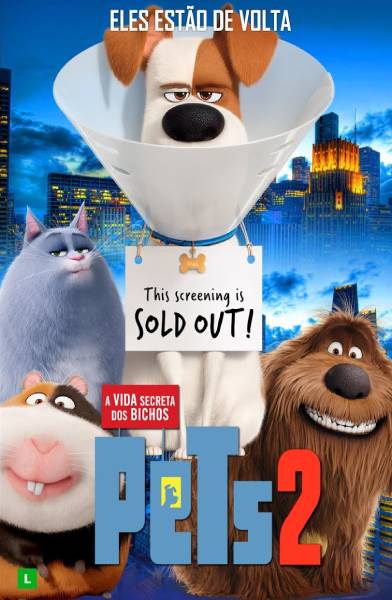 ELES ESTÃO DE VOLTA
This screening is
SOLD OUT!
A VIDA SECRETA
DOS BICHOS
PETS 2
L